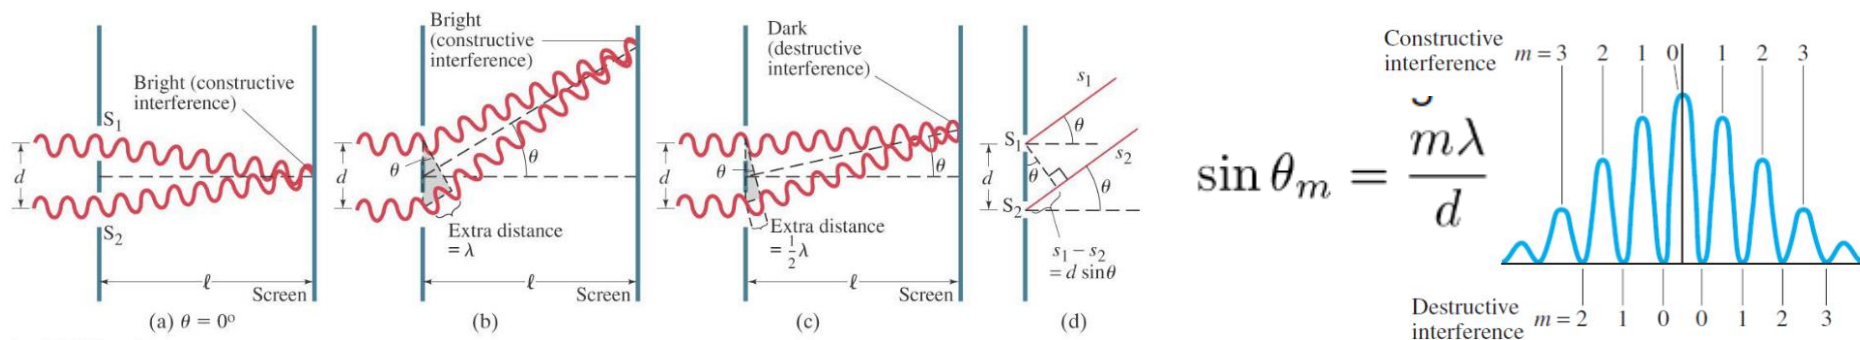 Bright (constructive
interference)
S₁
d
S₂
ℓ
Screen
(a) θ = 0º
Bright
(constructive
interference)
d
θ
θ
Extra distance
= λ
Screen
(b)
Dark
(destructive
interference)
d
θ
θ
Extra distance
= ½λ
ℓ
Screen
(c)
s₁
S₁
θ
s₂
d
θ
θ
S₂
s₁ – s₂
= d sinθ
(d)
sin θₘ = mλ/d
Constructive
interference m = 3 2 1 0 1 2 3
Destructive
interference m = 2 1 0 0 1 2 3